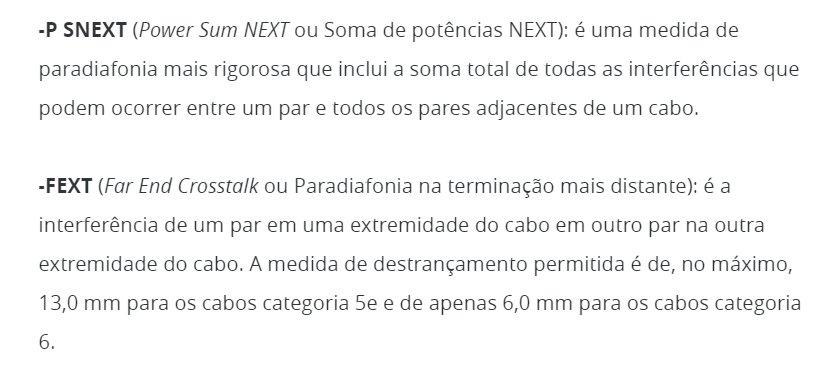 -P SNEXT (Power Sum NEXT ou Soma de potências NEXT): é uma medida de
paradiafonia mais rigorosa que inclui a soma total de todas as interferências que
podem ocorrer entre um par e todos os pares adjacentes de um cabo.
-FEXT (Far End Crosstalk ou Paradiafonia na terminação mais distante): é a
interferência de um par em uma extremidade do cabo em outro par na outra
extremidade do cabo. A medida de destrançamento permitida é de, no máximo,
13,0 mm para os cabos categoria 5e e de apenas 6,0 mm para os cabos categoria
6.